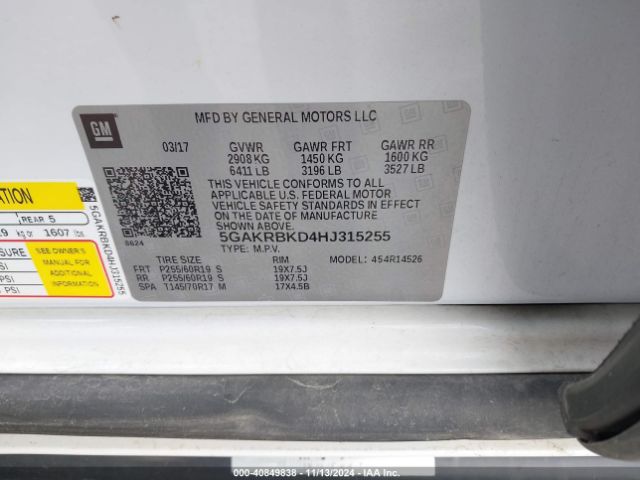 GM
MFD BY GENERAL MOTORS LLC
03/17 GVWR GAWR FRT GAWR RR
2908 KG 1450 KG 1600 KG
6411 LB 3196 LB 3527 LB
THIS VEHICLE CONFORMS TO ALL
APPLICABLE U.S. FEDERAL MOTOR
VEHICLE SAFETY STANDARDS IN EFFECT
ON THE DATE OF MANUFACTURE
SHOWN ABOVE.
5GAKRBKD4HJ315255
TYPE: M.P.V.
TIRE SIZE RIM MODEL: 454R14526
FRT P255/60R19 S 19X7.5J
RR P255/60R19 S 19X7.5J
SPA T145/70R17 M 17X4.5B
REAR 5
kg or 1607 lbs
SEE OWNER'S
MANUAL FOR
ADDITIONAL
INFORMATION
PSI
5GAKRBKD4HJ315255
000-40849838 - 11/13/2024 - IAA Inc.